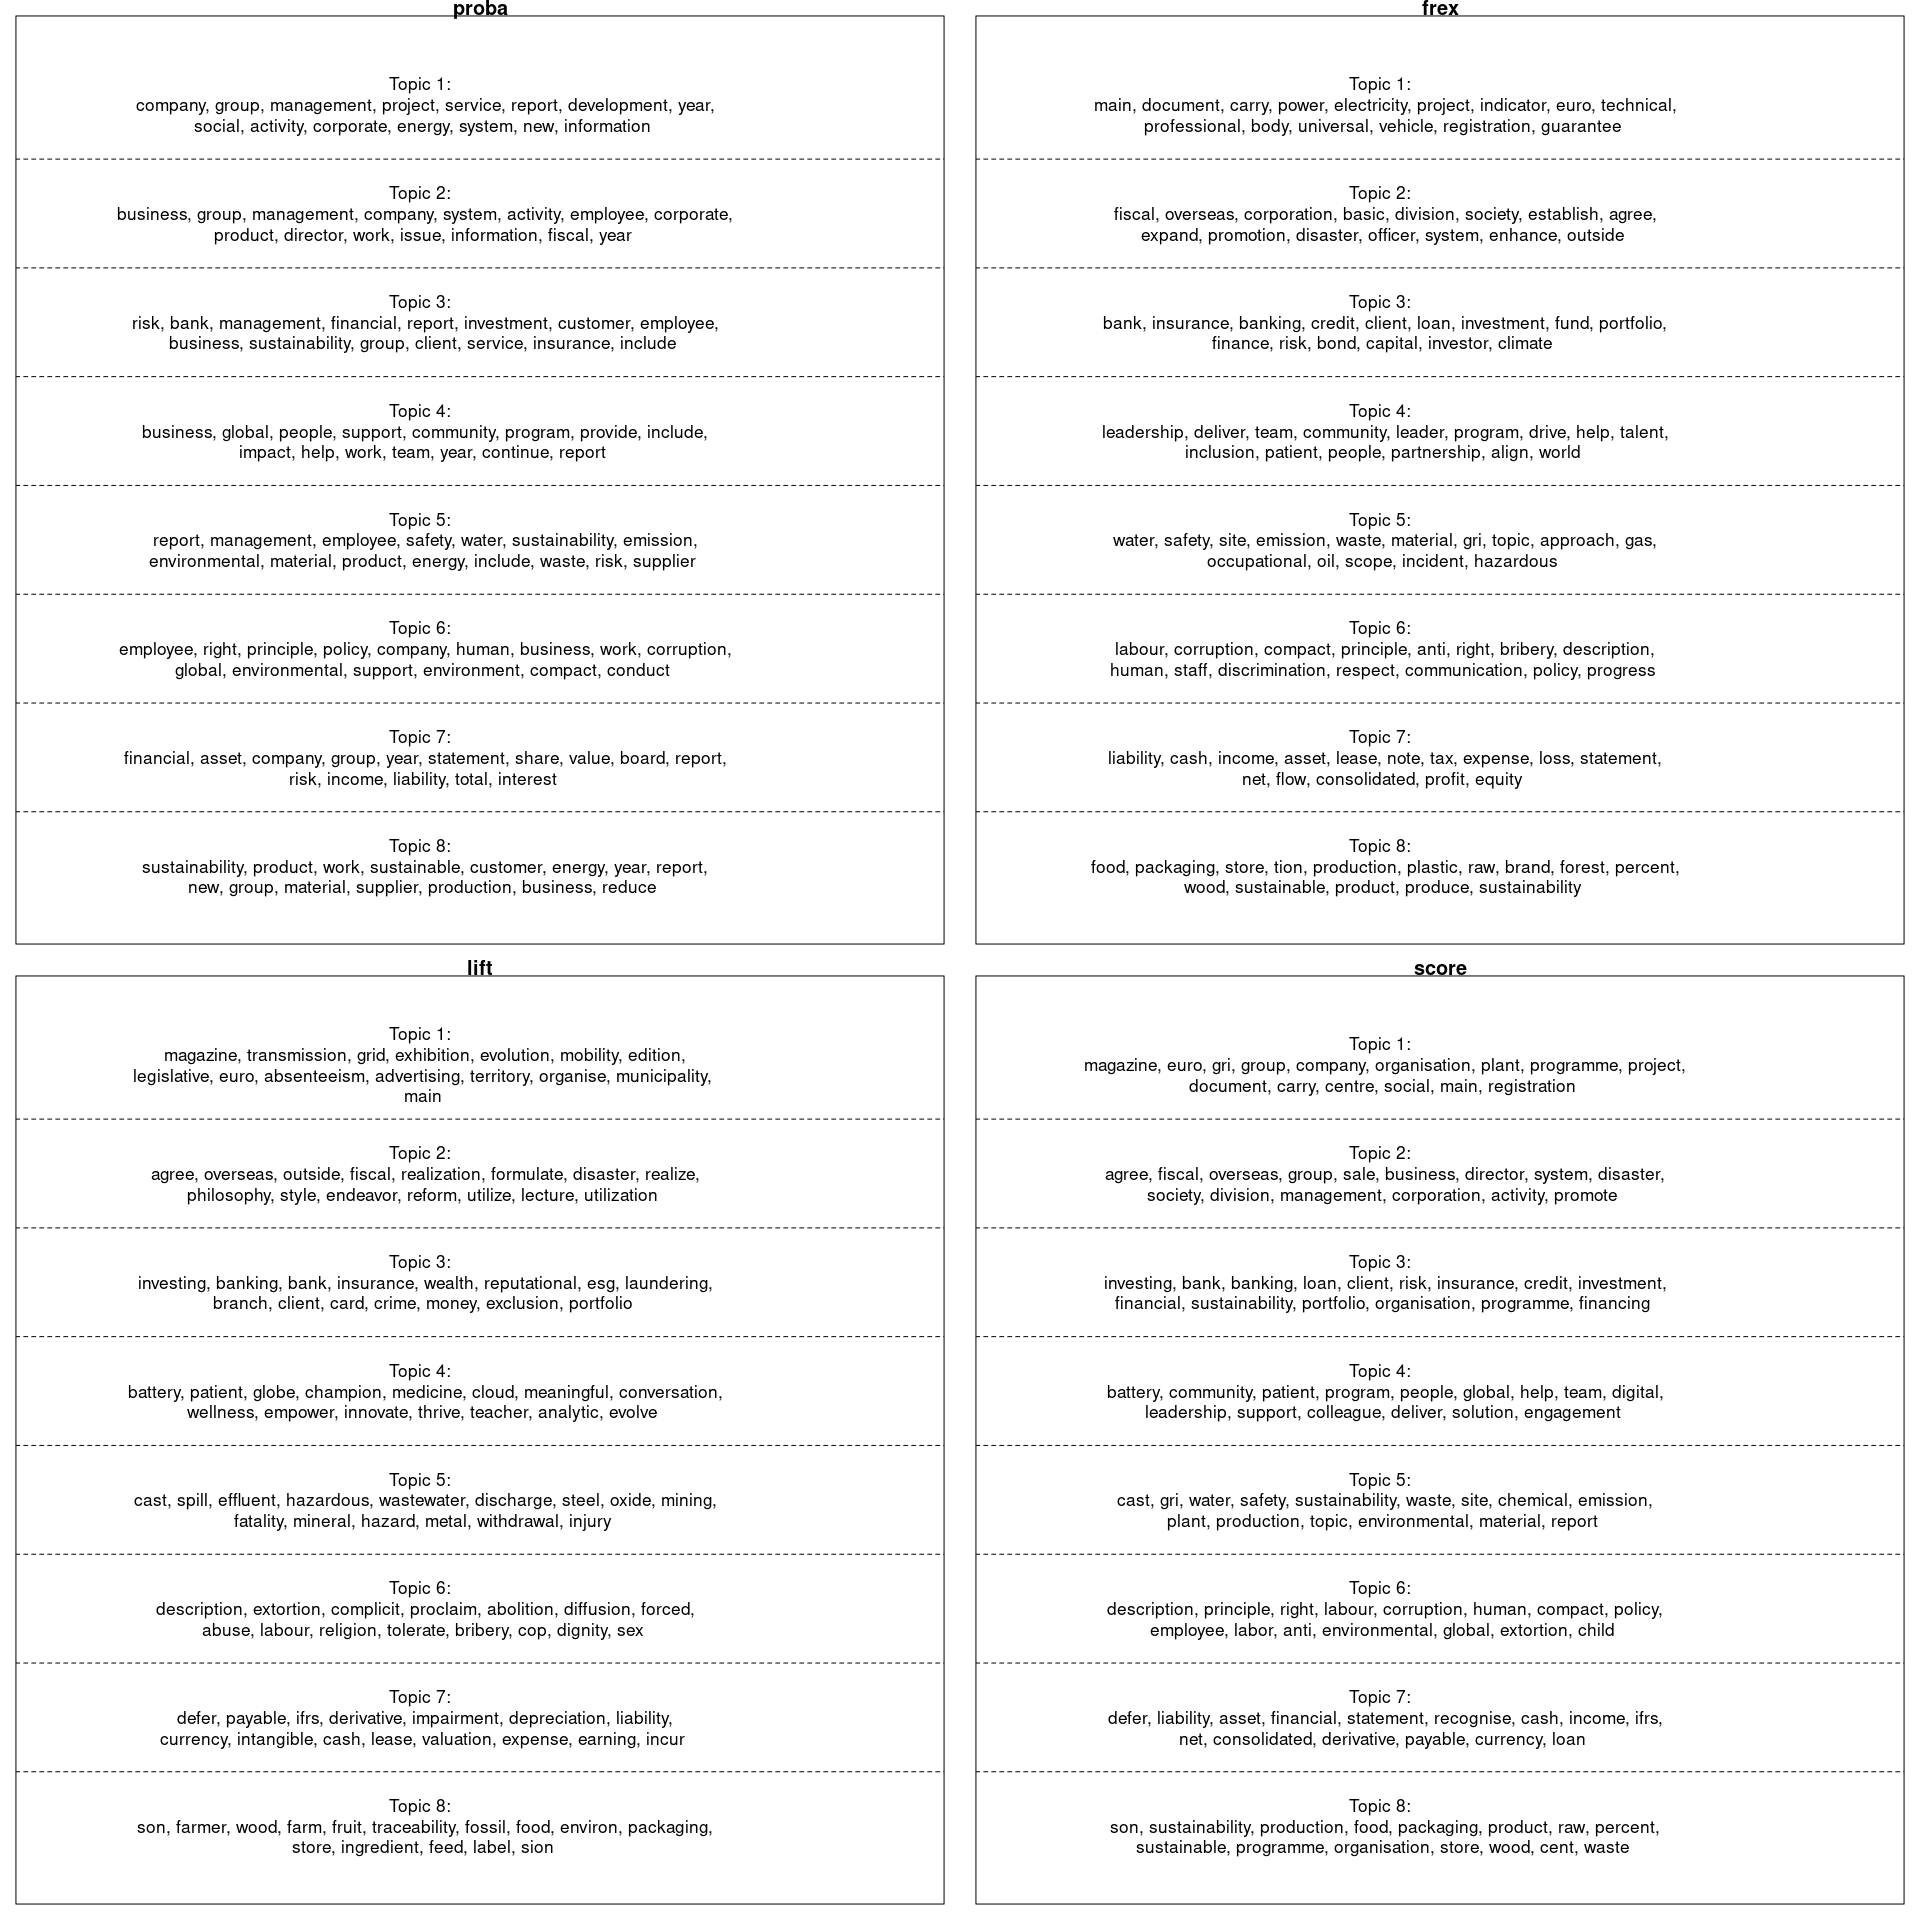 proba
Topic 1:
company, group, management, project, service, report, development, year,
social, activity, corporate, energy, system, new, information
Topic 2:
business, group, management, company, system, activity, employee, corporate,
product, director, work, issue, information, fiscal, year
Topic 3:
risk, bank, management, financial, report, investment, customer, employee,
business, sustainability, group, client, service, insurance, include
Topic 4:
business, global, people, support, community, program, provide, include,
impact, help, work, team, year, continue, report
Topic 5:
report, management, employee, safety, water, sustainability, emission,
environmental, material, product, energy, include, waste, risk, supplier
Topic 6:
employee, right, principle, policy, company, human, business, work, corruption,
global, environmental, support, environment, compact, conduct
Topic 7:
financial, asset, company, group, year, statement, share, value, board, report,
risk, income, liability, total, interest
Topic 8:
sustainability, product, work, sustainable, customer, energy, year, report,
new, group, material, supplier, production, business, reduce
frex
Topic 1:
main, document, carry, power, electricity, project, indicator, euro, technical,
professional, body, universal, vehicle, registration, guarantee
Topic 2:
fiscal, overseas, corporation, basic, division, society, establish, agree,
expand, promotion, disaster, officer, system, enhance, outside
Topic 3:
bank, insurance, banking, credit, client, loan, investment, fund, portfolio,
finance, risk, bond, capital, investor, climate
Topic 4:
leadership, deliver, team, community, leader, program, drive, help, talent,
inclusion, patient, people, partnership, align, world
Topic 5:
water, safety, site, emission, waste, material, gri, topic, approach, gas,
occupational, oil, scope, incident, hazardous
Topic 6:
labour, corruption, compact, principle, anti, right, bribery, description,
human, staff, discrimination, respect, communication, policy, progress
Topic 7:
liability, cash, income, asset, lease, note, tax, expense, loss, statement,
net, flow, consolidated, profit, equity
Topic 8:
food, packaging, store, tion, production, plastic, raw, brand, forest, percent,
wood, sustainable, product, produce, sustainability
lift
Topic 1:
magazine, transmission, grid, exhibition, evolution, mobility, edition,
legislative, euro, absenteeism, advertising, territory, organise, municipality,
main
Topic 2:
agree, overseas, outside, fiscal, realization, formulate, disaster, realize,
philosophy, style, endeavor, reform, utilize, lecture, utilization
Topic 3:
investing, banking, bank, insurance, wealth, reputational, esg, laundering,
branch, client, card, crime, money, exclusion, portfolio
Topic 4:
battery, patient, globe, champion, medicine, cloud, meaningful, conversation,
wellness, empower, innovate, thrive, teacher, analytic, evolve
Topic 5:
cast, spill, effluent, hazardous, wastewater, discharge, steel, oxide, mining,
fatality, mineral, hazard, metal, withdrawal, injury
Topic 6:
description, extortion, complicit, proclaim, abolition, diffusion, forced,
abuse, labour, religion, tolerate, bribery, cop, dignity, sex
Topic 7:
defer, payable, ifrs, derivative, impairment, depreciation, liability,
currency, intangible, cash, lease, valuation, expense, earning, incur
Topic 8:
son, farmer, wood, farm, fruit, traceability, fossil, food, environ, packaging,
store, ingredient, feed, label, sion
score
Topic 1:
magazine, euro, gri, group, company, organisation, plant, programme, project,
document, carry, centre, social, main, registration
Topic 2:
agree, fiscal, overseas, group, sale, business, director, system, disaster,
society, division, management, corporation, activity, promote
Topic 3:
investing, bank, banking, loan, client, risk, insurance, credit, investment,
financial, sustainability, portfolio, organisation, programme, financing
Topic 4:
battery, community, patient, program, people, global, help, team, digital,
leadership, support, colleague, deliver, solution, engagement
Topic 5:
cast, gri, water, safety, sustainability, waste, site, chemical, emission,
plant, production, topic, environmental, material, report
Topic 6:
description, principle, right, labour, corruption, human, compact, policy,
employee, labor, anti, environmental, global, extortion, child
Topic 7:
defer, liability, asset, financial, statement, recognise, cash, income, ifrs,
net, consolidated, derivative, payable, currency, loan
Topic 8:
son, sustainability, production, food, packaging, product, raw, percent,
sustainable, programme, organisation, store, wood, cent, waste